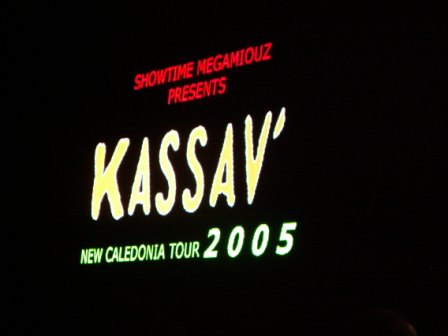 SHOWTIME MEGAMIOUZ
PRESENTS
KASSAV'
NEW CALEDONIA TOUR 2005